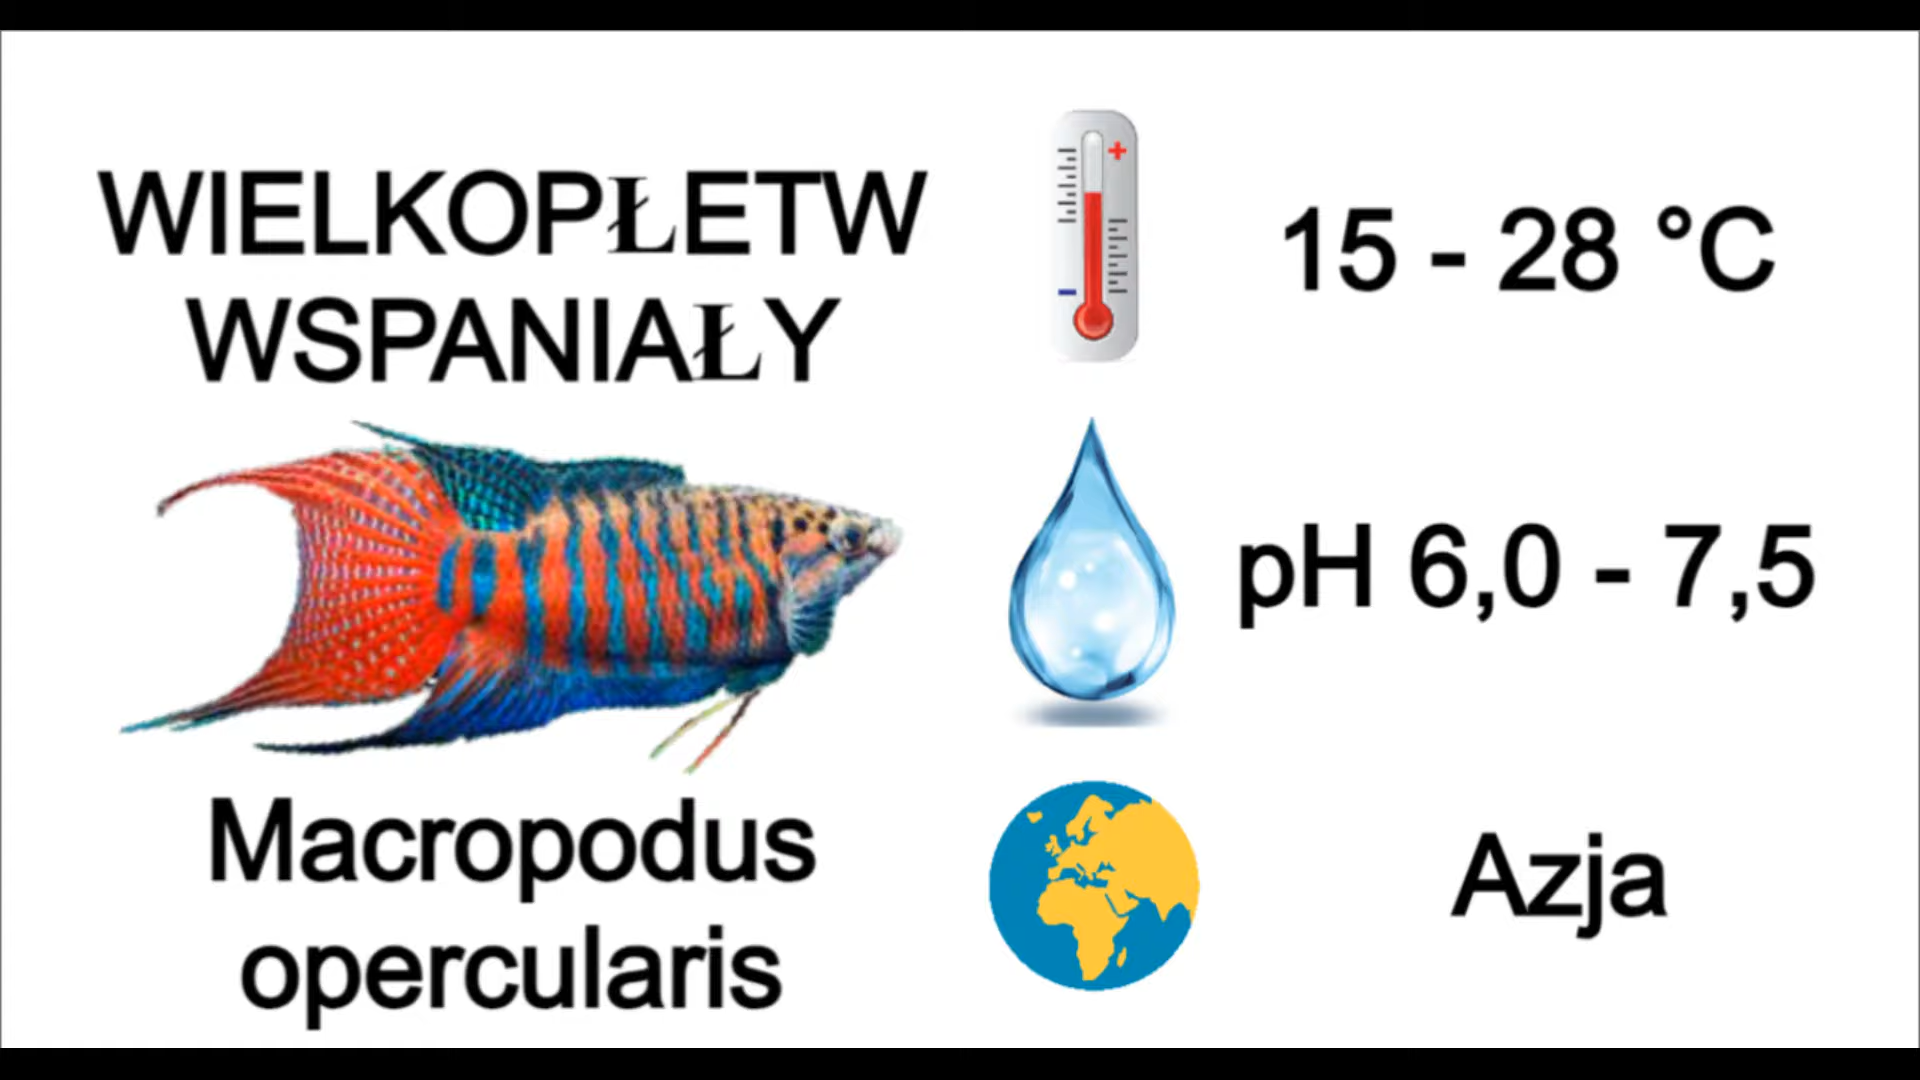 WIELKOPŁETW
WSPANIAŁY
Macropodus
opercularis
15 - 28 °C
pH 6,0 - 7,5
Azja